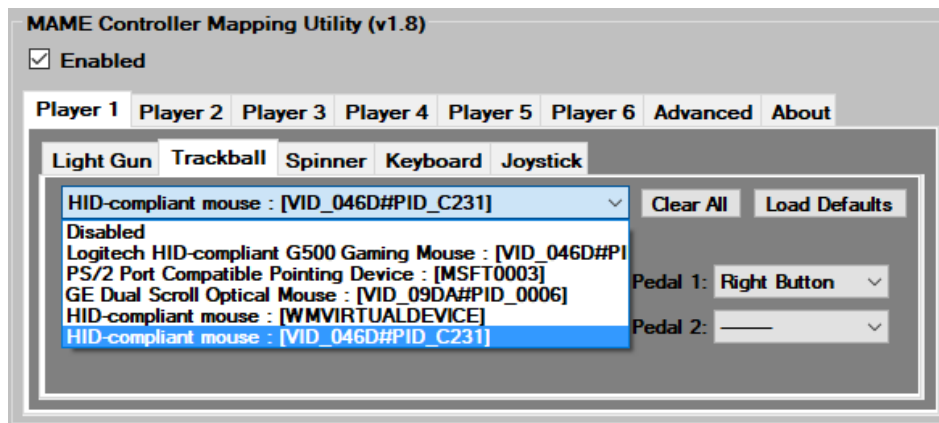 MAME Controller Mapping Utility (v1.8)
Enabled
Player 1 Player 2 Player 3 Player 4 Player 5 Player 6 Advanced About
Light Gun Trackball Spinner Keyboard Joystick
HID-compliant mouse : [VID_046D#PID_C231] Clear All Load Defaults
Disabled
Logitech HID-compliant G500 Gaming Mouse : [VID_046D#PI
PS/2 Port Compatible Pointing Device : [MSFT0003]
Pedal 1: Right Button
GE Dual Scroll Optical Mouse : [VID_09DA#PID_0006]
HID-compliant mouse : [WMVIRTUALDEVICE]
Pedal 2:
HID-compliant mouse : [VID_046D#PID_C231]